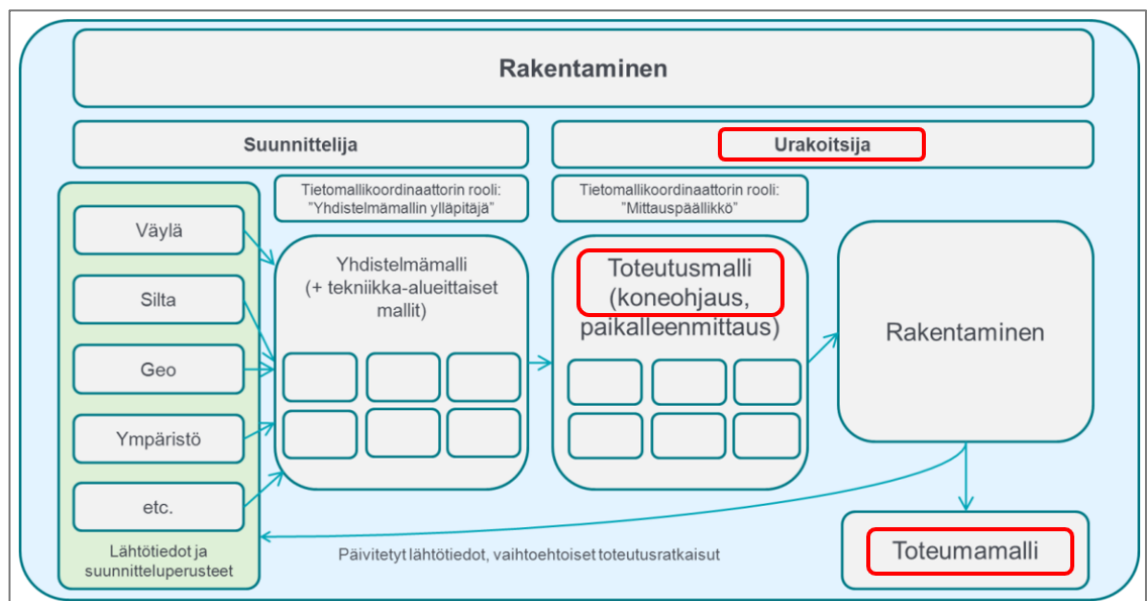 Rakentaminen
Suunnittelija
Urakoitsija
Tietomallikoordinaattorin rooli:
"Yhdistelmämallin ylläpitäjä"
Tietomallikoordinaattorin rooli:
"Mittauspäällikkö"
Väylä
Silta
Geo
Ympäristö
etc.
Lähtötiedot ja
suunnitteluperusteet
Yhdistelmämalli
(+ tekniikka-alueittaiset
mallit)
Toteutusmalli
(koneohjaus,
paikalleenmittaus)
Rakentaminen
Päivitetyt lähtötiedot, vaihtoehtoiset toteutusratkaisut
Toteumamalli